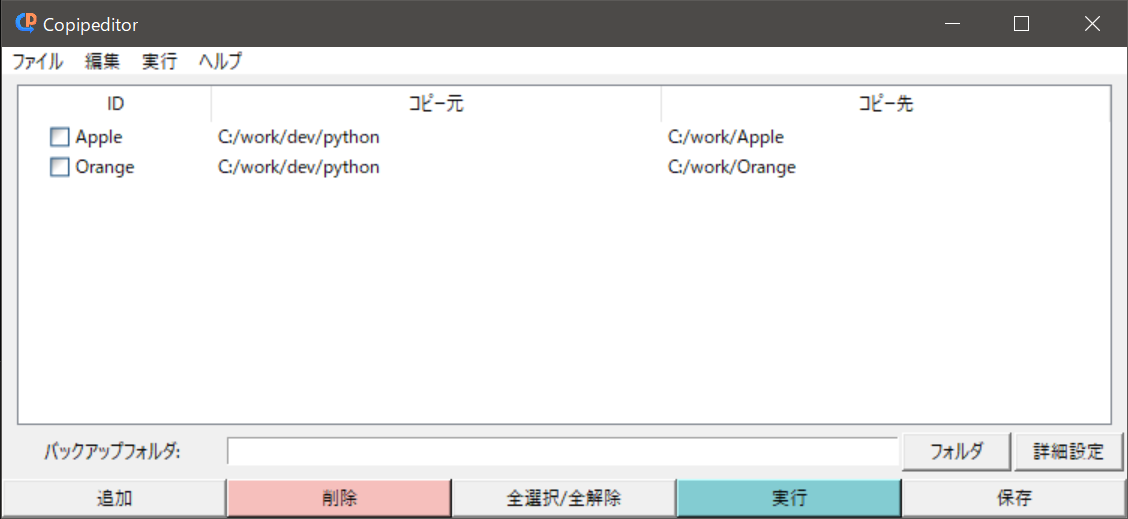 Copipeditor
ファイル 編集 実行 ヘルプ
ID コピー元 コピー先
Apple C:/work/dev/python C:/work/Apple
Orange C:/work/dev/python C:/work/Orange
バックアップフォルダ: フォルダ 詳細設定
追加 削除 全選択/全解除 実行 保存